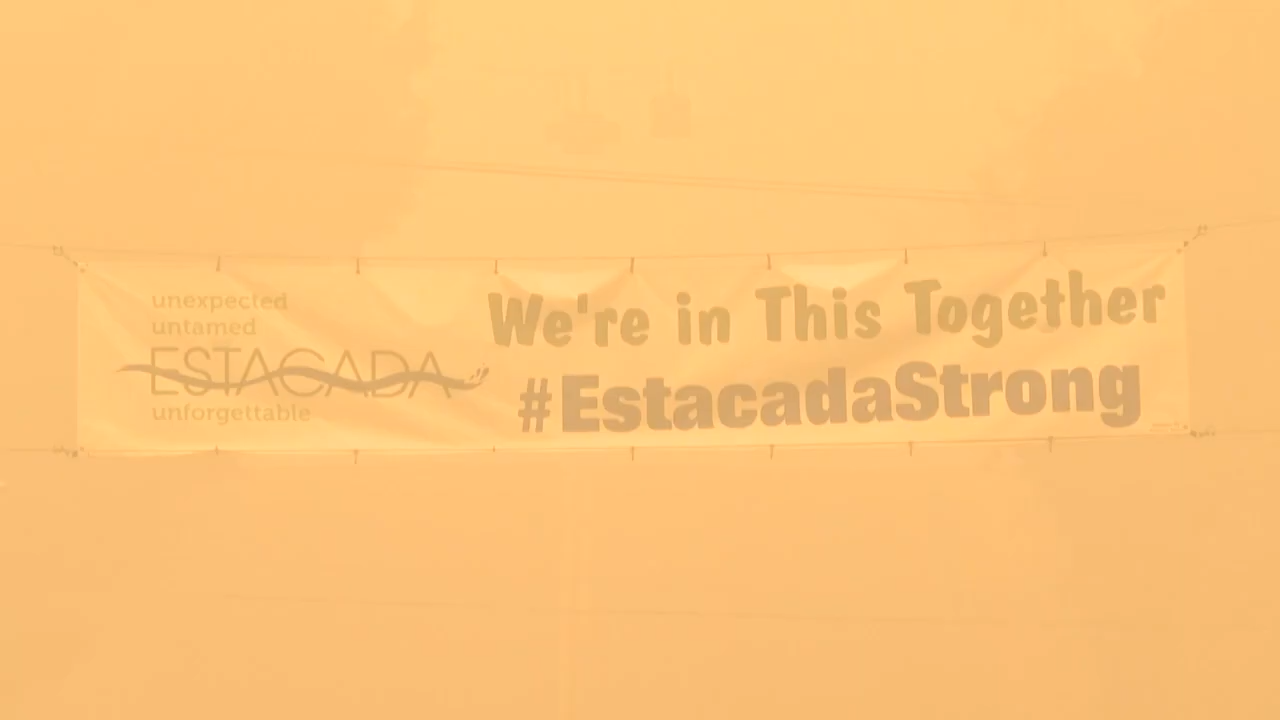 unexpected
untamed
ESTACADA
unforgettable
We're in This Together
#EstacadaStrong